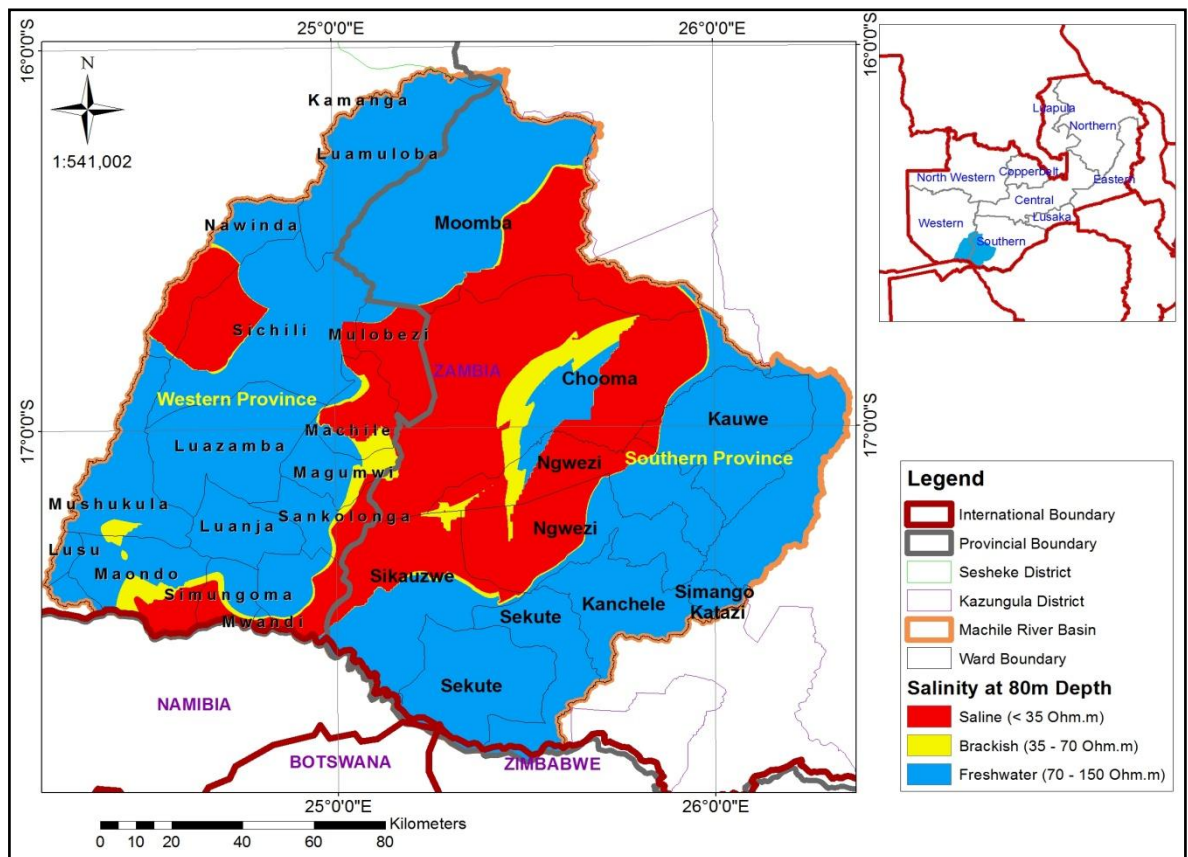 25°0'0"E
26°0'0"E
16°0'0"S
16°0'0"S
N
1:541,002
Kamanga
Luamuloba
Nawinda
Moomba
Sichili
Mulobezi
ZAMBIA
Chooma
Western Province
Kauwe
17°0'0"S
17°0'0"S
Machile
Luazamba
Magumwi
Ngwezi
Southern Province
Mushukula
Sankolonga
Luanja
Ngwezi
Lusu
Maondo
Sikauzwe
Simungoma
Kanchele
Simango
Katazi
Sekute
Mwandi
Sekute
NAMIBIA
BOTSWANA
ZIMBABWE
25°0'0"E
26°0'0"E
Kilometers
0 10 20 40 60 80
Luapula
Northern
North Western
Copperbelt
Eastern
Central
Western
Lusaka
Southern
Legend
International Boundary
Provincial Boundary
Sesheke District
Kazungula District
Machile River Basin
Ward Boundary
Salinity at 80m Depth
Saline (< 35 Ohm.m)
Brackish (35 - 70 Ohm.m)
Freshwater (70 - 150 Ohm.m)